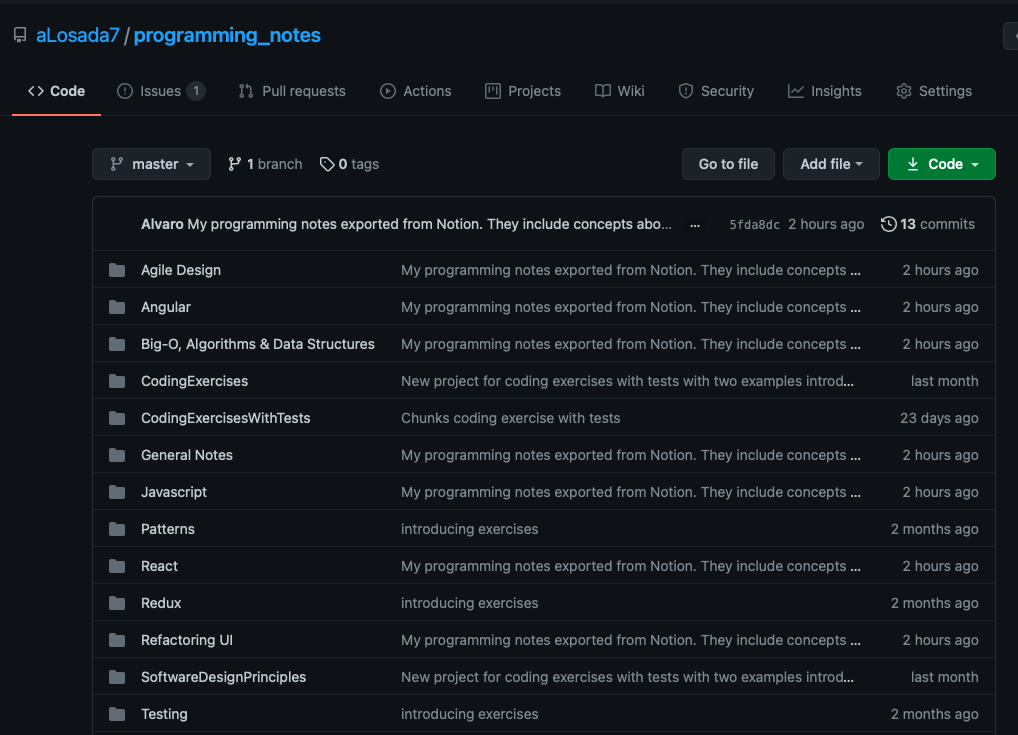 aLosada7 / programming_notes
Code Issues 1 Pull requests Actions Projects Wiki Security Insights Settings
master 1 branch 0 tags Go to file Add file Code
Alvaro My programming notes exported from Notion. They include concepts abo... ... 5fda8dc 2 hours ago 13 commits
Agile Design My programming notes exported from Notion. They include concepts ... 2 hours ago
Angular My programming notes exported from Notion. They include concepts ... 2 hours ago
Big-O, Algorithms & Data Structures My programming notes exported from Notion. They include concepts ... 2 hours ago
CodingExercises New project for coding exercises with tests with two examples introd... last month
CodingExercisesWithTests Chunks coding exercise with tests 23 days ago
General Notes My programming notes exported from Notion. They include concepts ... 2 hours ago
Javascript My programming notes exported from Notion. They include concepts ... 2 hours ago
Patterns introducing exercises 2 months ago
React My programming notes exported from Notion. They include concepts ... 2 hours ago
Redux introducing exercises 2 months ago
Refactoring UI My programming notes exported from Notion. They include concepts ... 2 hours ago
SoftwareDesignPrinciples New project for coding exercises with tests with two examples introd... last month
Testing introducing exercises 2 months ago